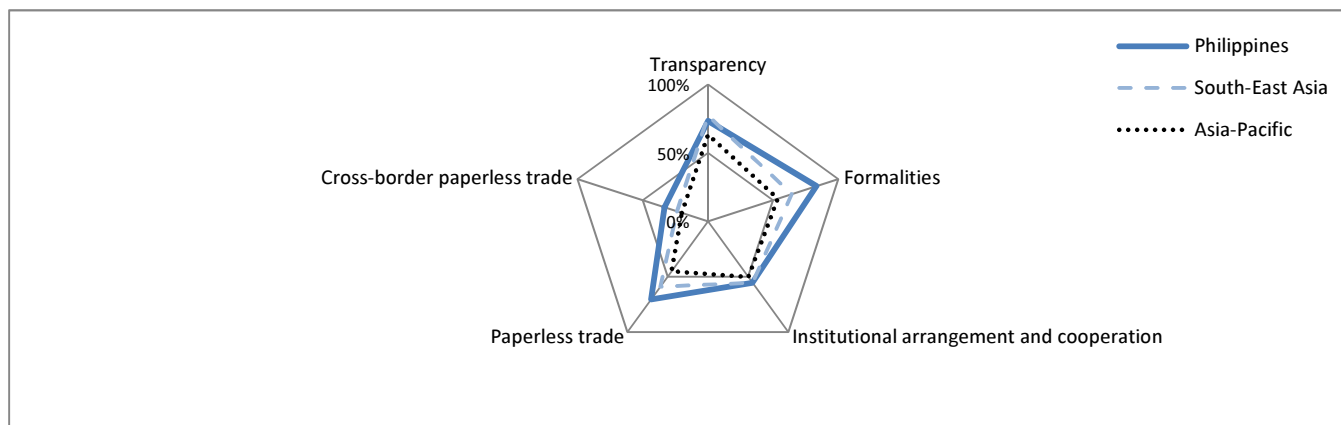 Philippines
South-East Asia
Asia-Pacific
Transparency
100%
50%
0%
Formalities
Cross-border paperless trade
Paperless trade
Institutional arrangement and cooperation